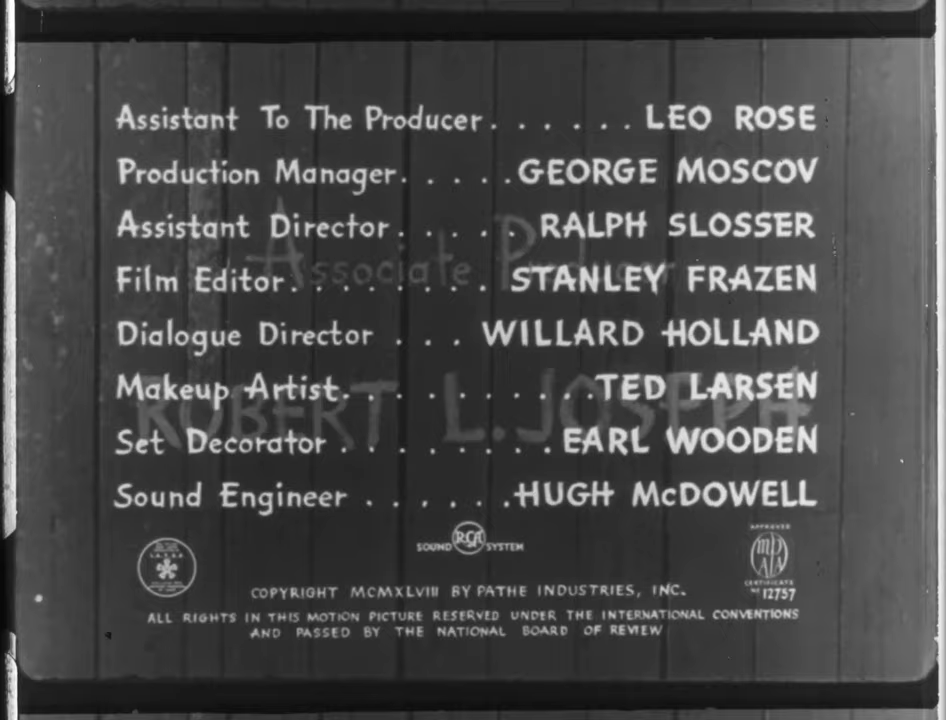 Assistant To The Producer. . . . . . . LEO ROSE
Production Manager. . . . . GEORGE MOSCOV
Assistant Director. . . . . RALPH SLOSSER
Film Editor. . . . . . . . STANLEY FRAZEN
Dialogue Director . . . WILLARD HOLLAND
Makeup Artist. . . . . . . . . . TED LARSEN
Set Decorator . . . . . . . . EARL WOODEN
Sound Engineer . . . . . . HUGH McDOWELL
Associate Producer
ROBERT L. JOSEPH
SOUND RCA SYSTEM
APPROVED
MPAA
CERTIFICATE
Nº 12757
COPYRIGHT MCMXLVIII BY PATHE INDUSTRIES, INC.
ALL RIGHTS IN THIS MOTION PICTURE RESERVED UNDER THE INTERNATIONAL CONVENTIONS
AND PASSED BY THE NATIONAL BOARD OF REVIEW